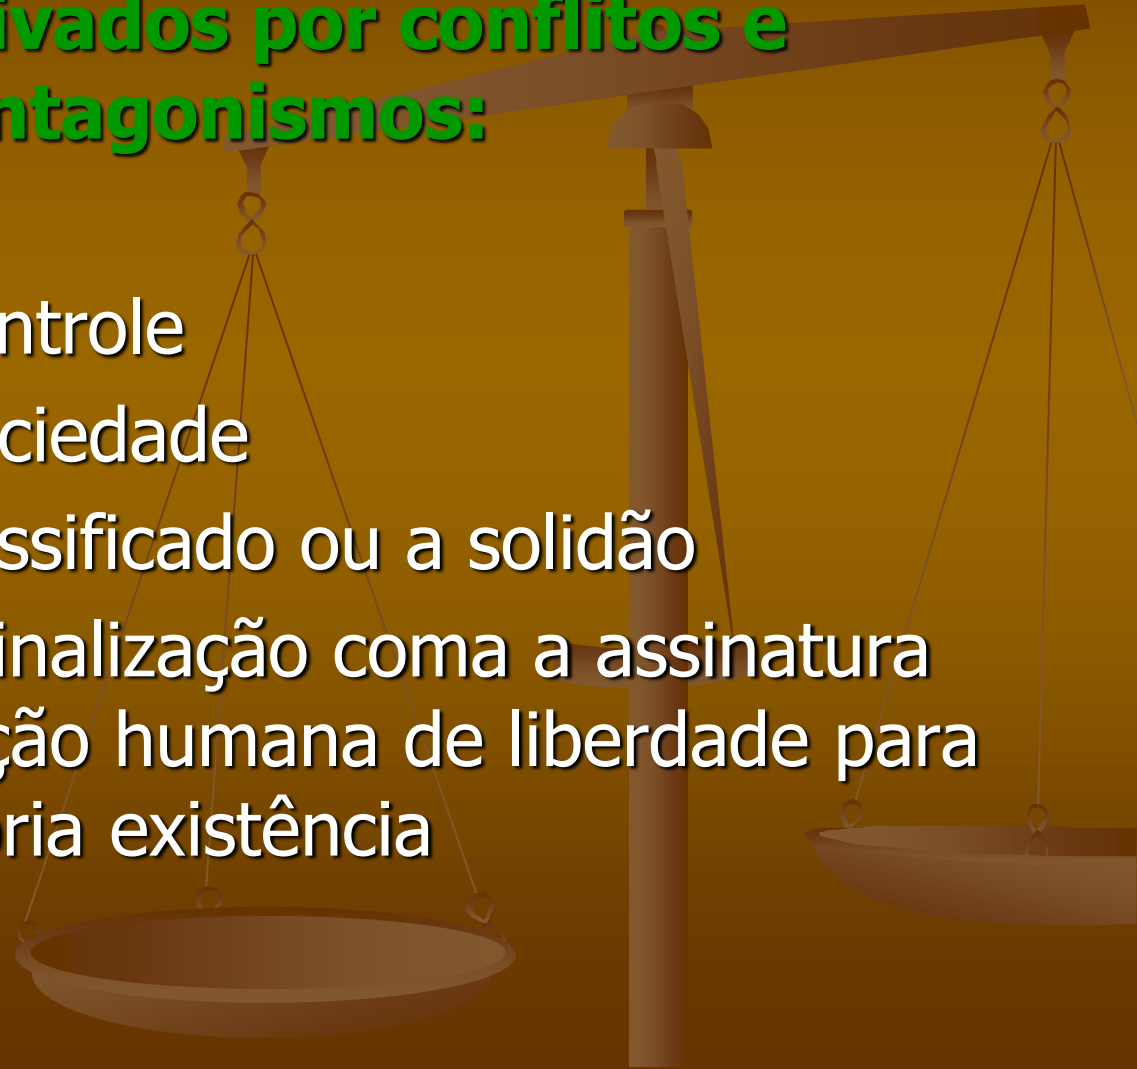 ivados por conflitos e
ntagonismos:
ntrole
ciedade
ssificado ou a solidão
inalização coma a assinatura
ção humana de liberdade para
ria existência